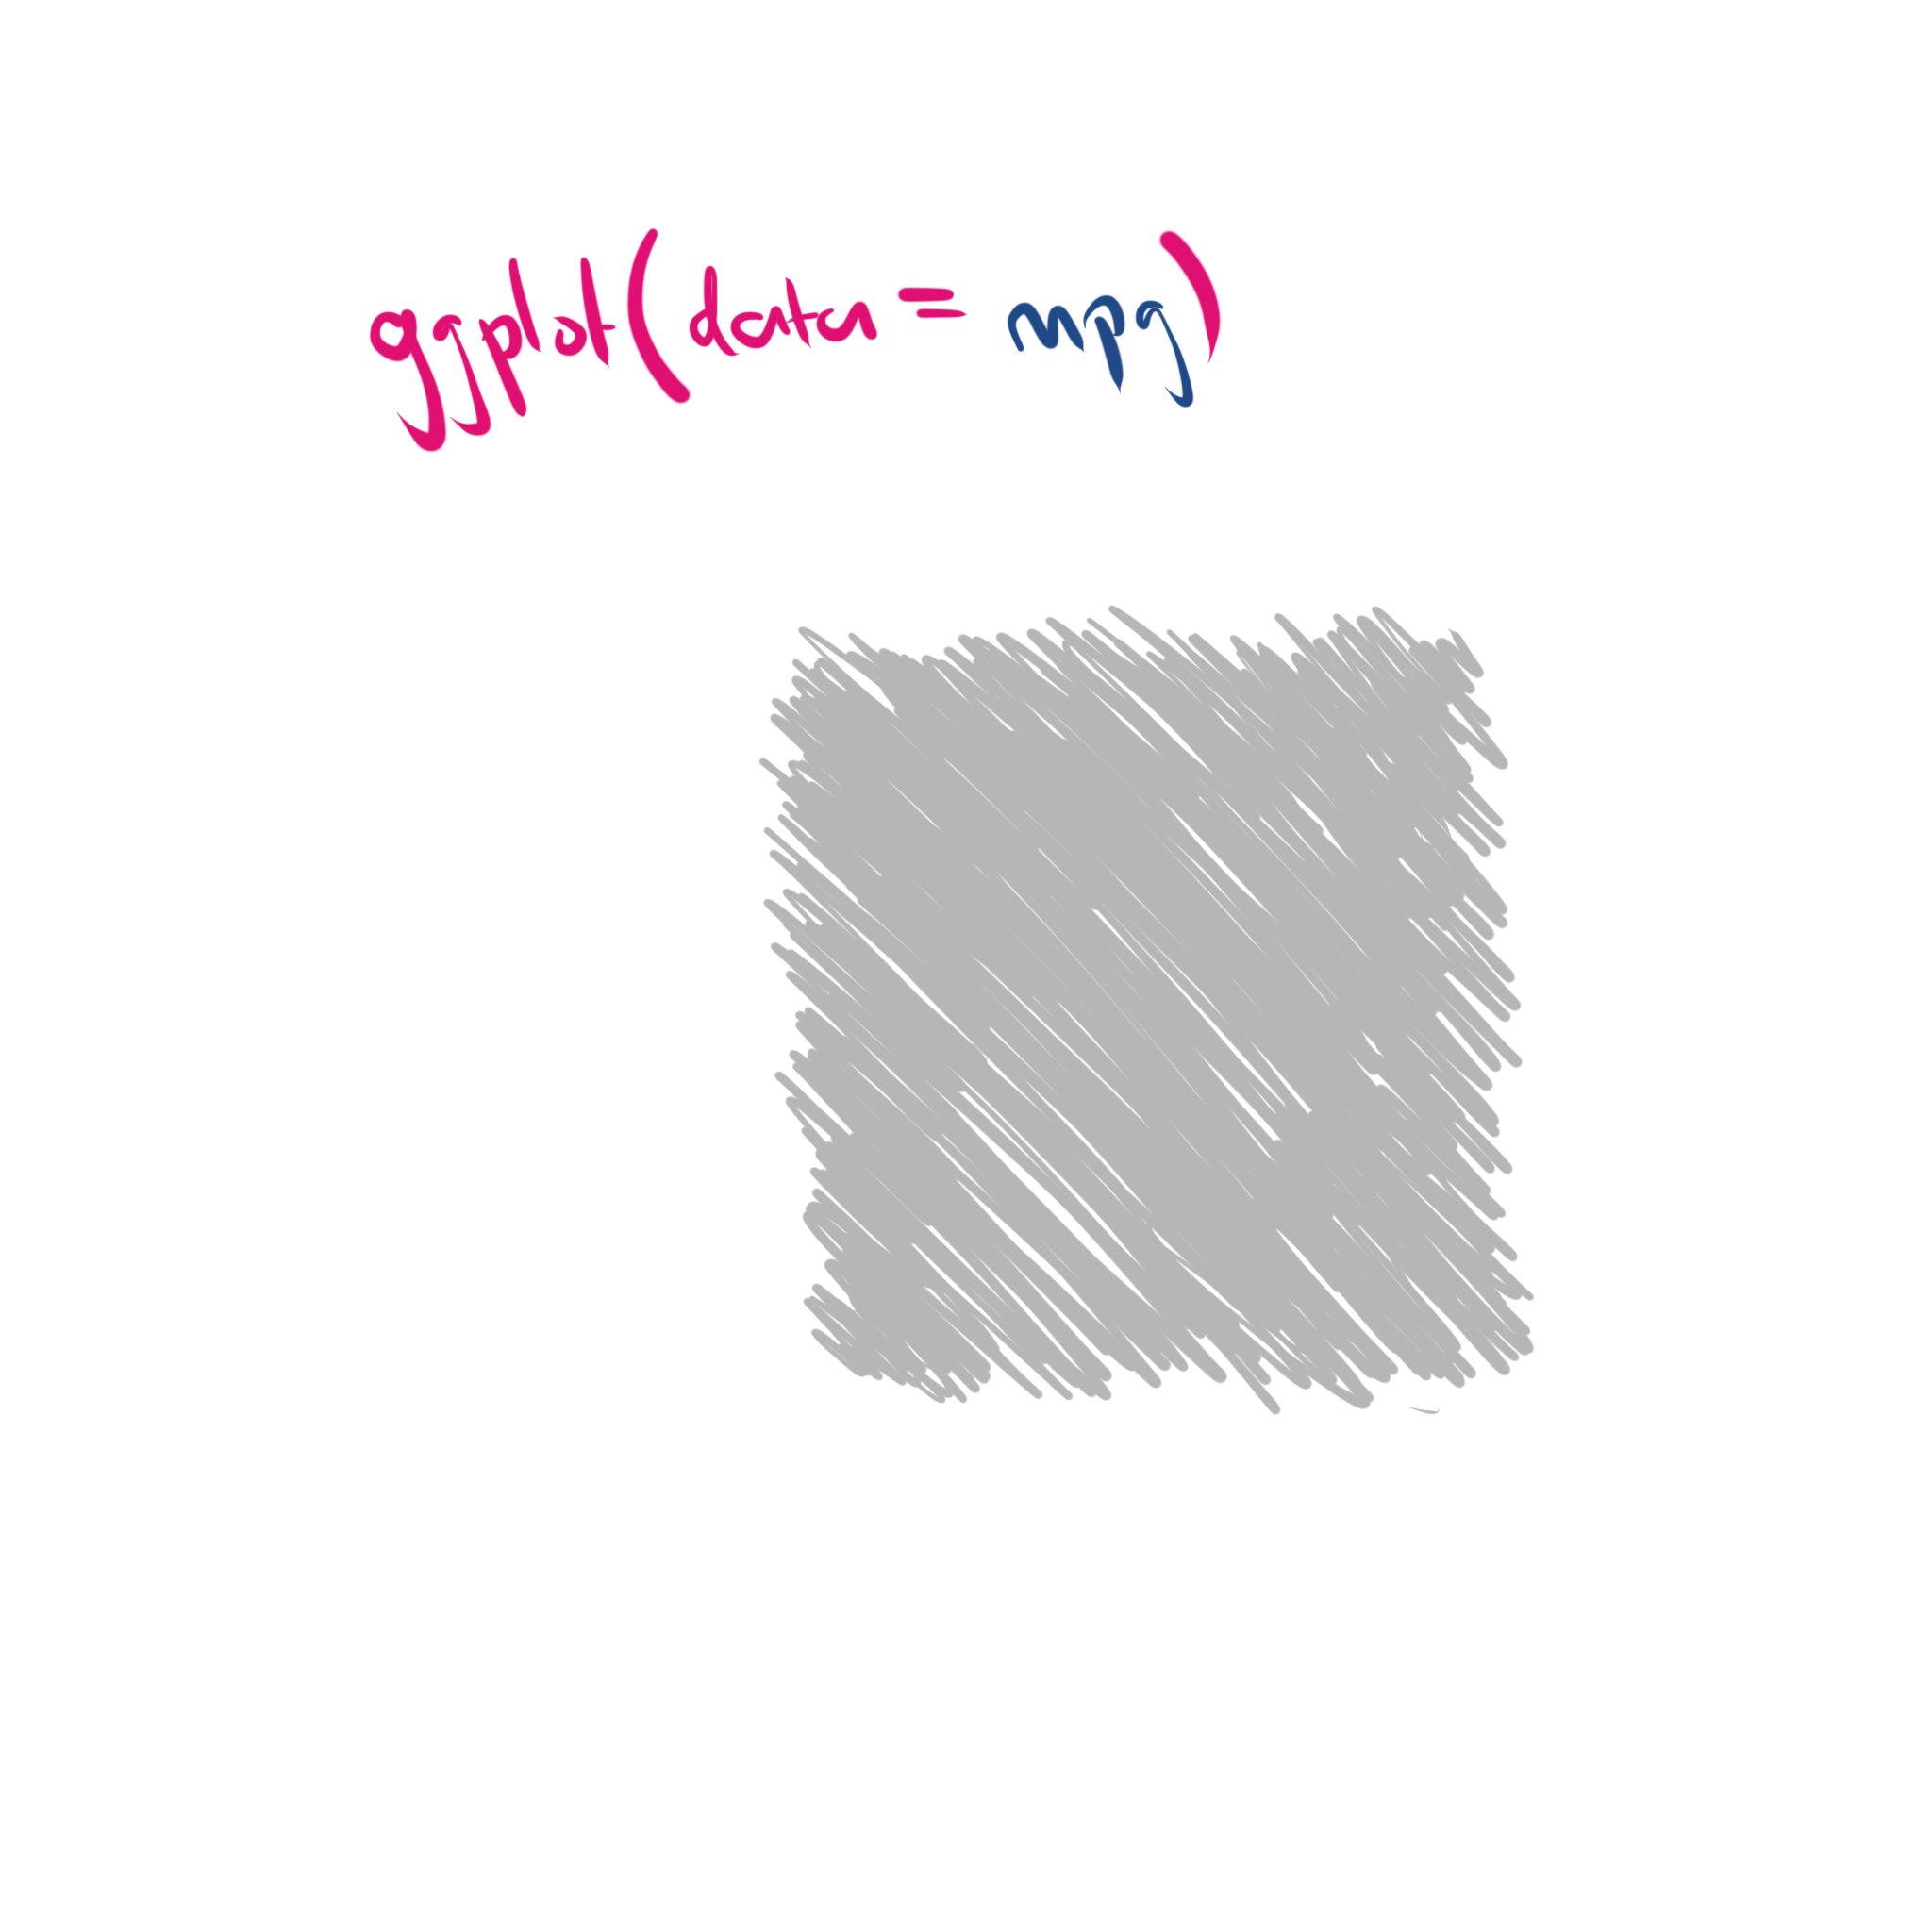 ggplot(data = mpg)